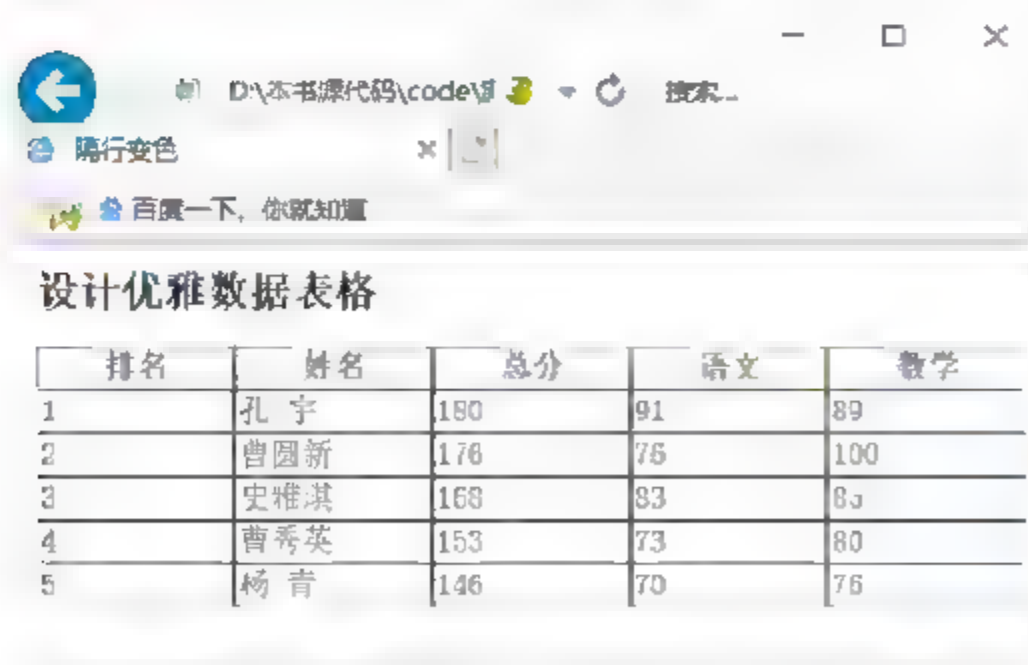 D:\本书源代码\code\ 搜索...
隔行变色
百度一下，你就知道
设计优雅数据表格
排名 姓名 总分 语文 数学
1 孔 宇 180 91 89
2 曹圆新 176 76 100
3 史雅淇 168 83 85
4 曹秀英 153 73 80
5 杨 青 146 70 76